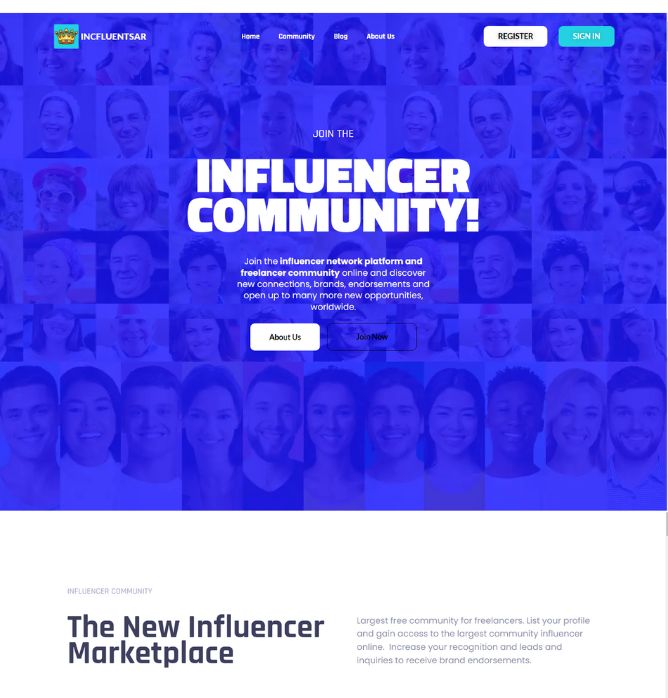 INCFLUENTSAR
Home Community Blog About Us
REGISTER SIGN IN
JOIN THE
INFLUENCER
COMMUNITY!
Join the influencer network platform and
freelancer community online and discover
new connections, brands, endorsements and
open up to many more new opportunities,
worldwide.
About Us Join Now
INFLUENCER COMMUNITY
The New Influencer
Marketplace
Largest free community for freelancers. List your profile
and gain access to the largest community influencer
online. Increase your recognition and leads and
inquiries to receive brand endorsements.